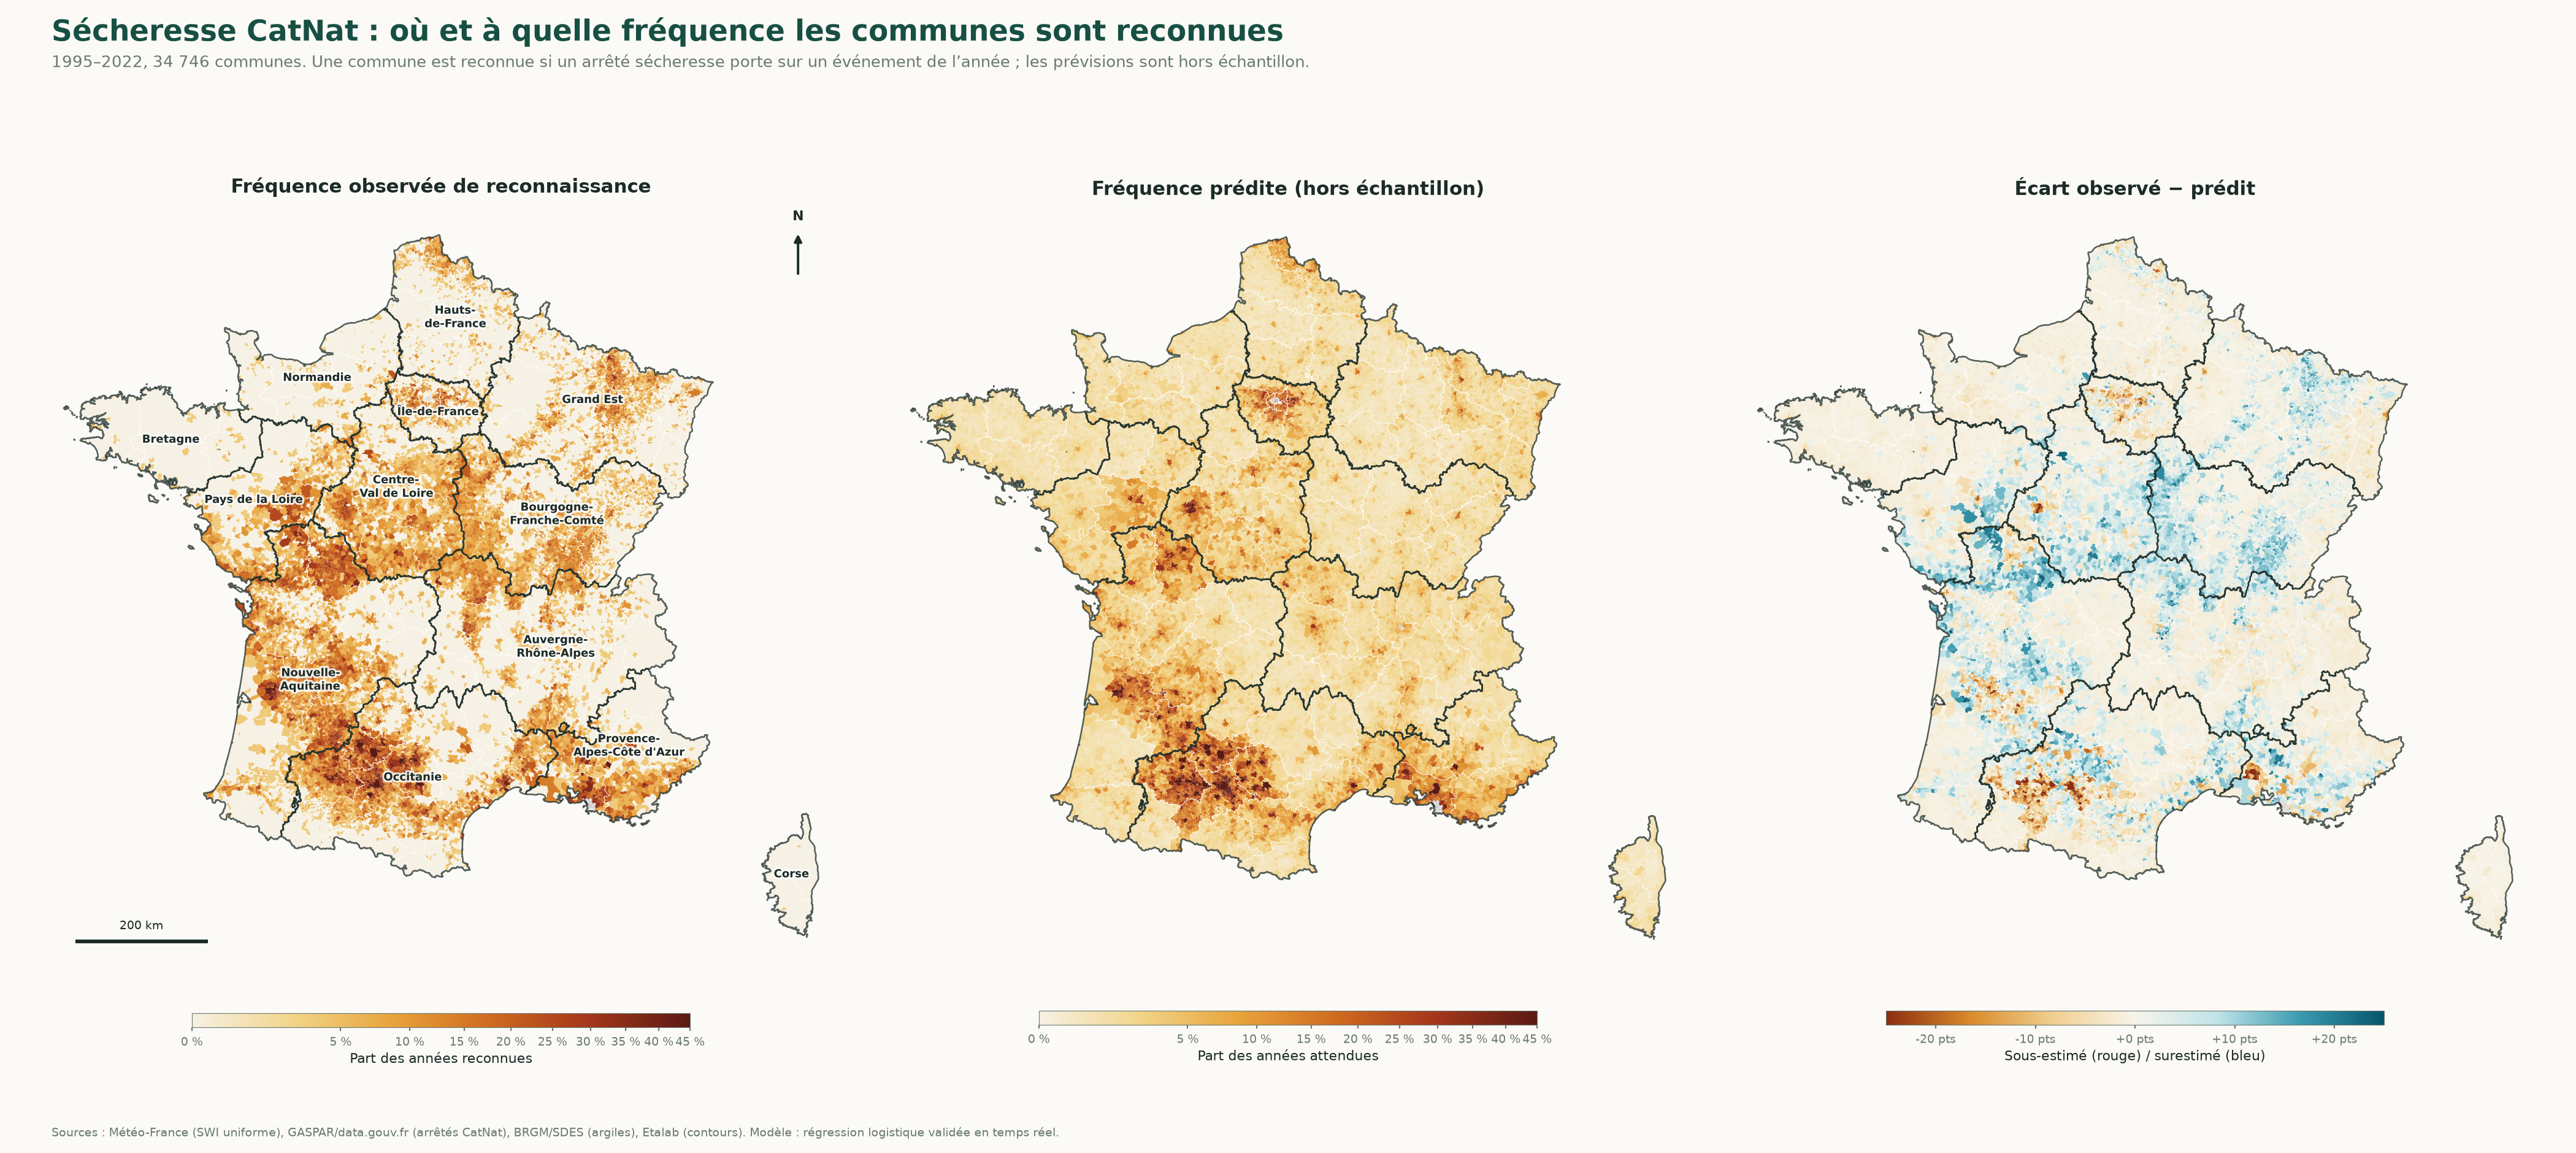 Sécheresse CatNat : où et à quelle fréquence les communes sont reconnues
1995–2022, 34 746 communes. Une commune est reconnue si un arrêté sécheresse porte sur un événement de l’année ; les prévisions sont hors échantillon.
Fréquence observée de reconnaissance
N
Hauts-
de-France
Normandie
Île-de-France
Grand Est
Bretagne
Pays de la Loire
Centre-
Val de Loire
Bourgogne-
Franche-Comté
Auvergne-
Rhône-Alpes
Nouvelle-
Aquitaine
Provence-
Alpes-Côte d'Azur
Occitanie
Corse
200 km
0 % 5 % 10 % 15 % 20 % 25 % 30 % 35 % 40 % 45 %
Part des années reconnues
Fréquence prédite (hors échantillon)
0 % 5 % 10 % 15 % 20 % 25 % 30 % 35 % 40 % 45 %
Part des années attendues
Écart observé − prédit
-20 pts -10 pts +0 pts +10 pts +20 pts
Sous-estimé (rouge) / surestimé (bleu)
Sources : Météo-France (SWI uniforme), GASPAR/data.gouv.fr (arrêtés CatNat), BRGM/SDES (argiles), Etalab (contours). Modèle : régression logistique validée en temps réel.